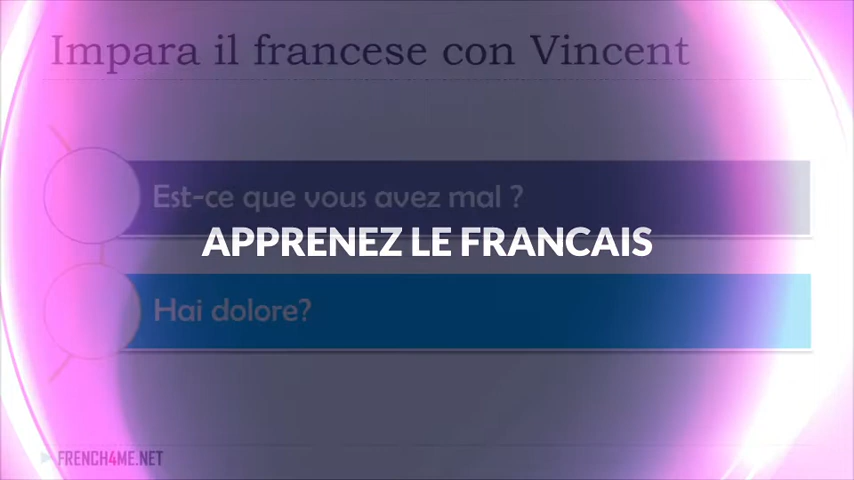 Impara il francese con Vincent
Est-ce que vous avez mal ?
APPRENEZ LE FRANCAIS
Hai dolore?
FRENCH4ME.NET